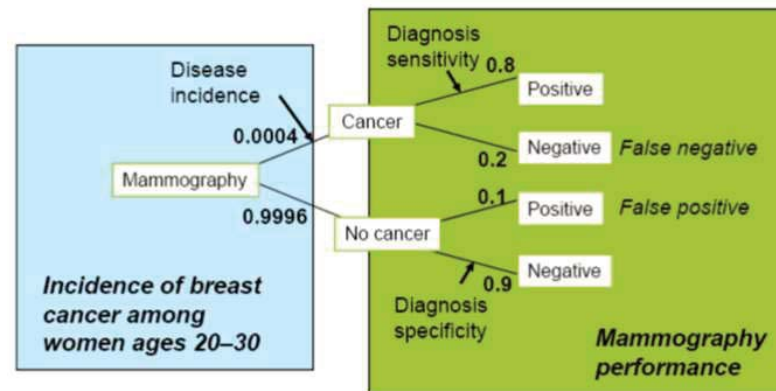 Disease
incidence
0.0004
Mammography
0.9996
Incidence of breast
cancer among
women ages 20–30
Diagnosis
sensitivity
0.8
Positive
Cancer
Negative
False negative
0.2
0.1
Positive
False positive
No cancer
Negative
0.9
Diagnosis
specificity
Mammography
performance